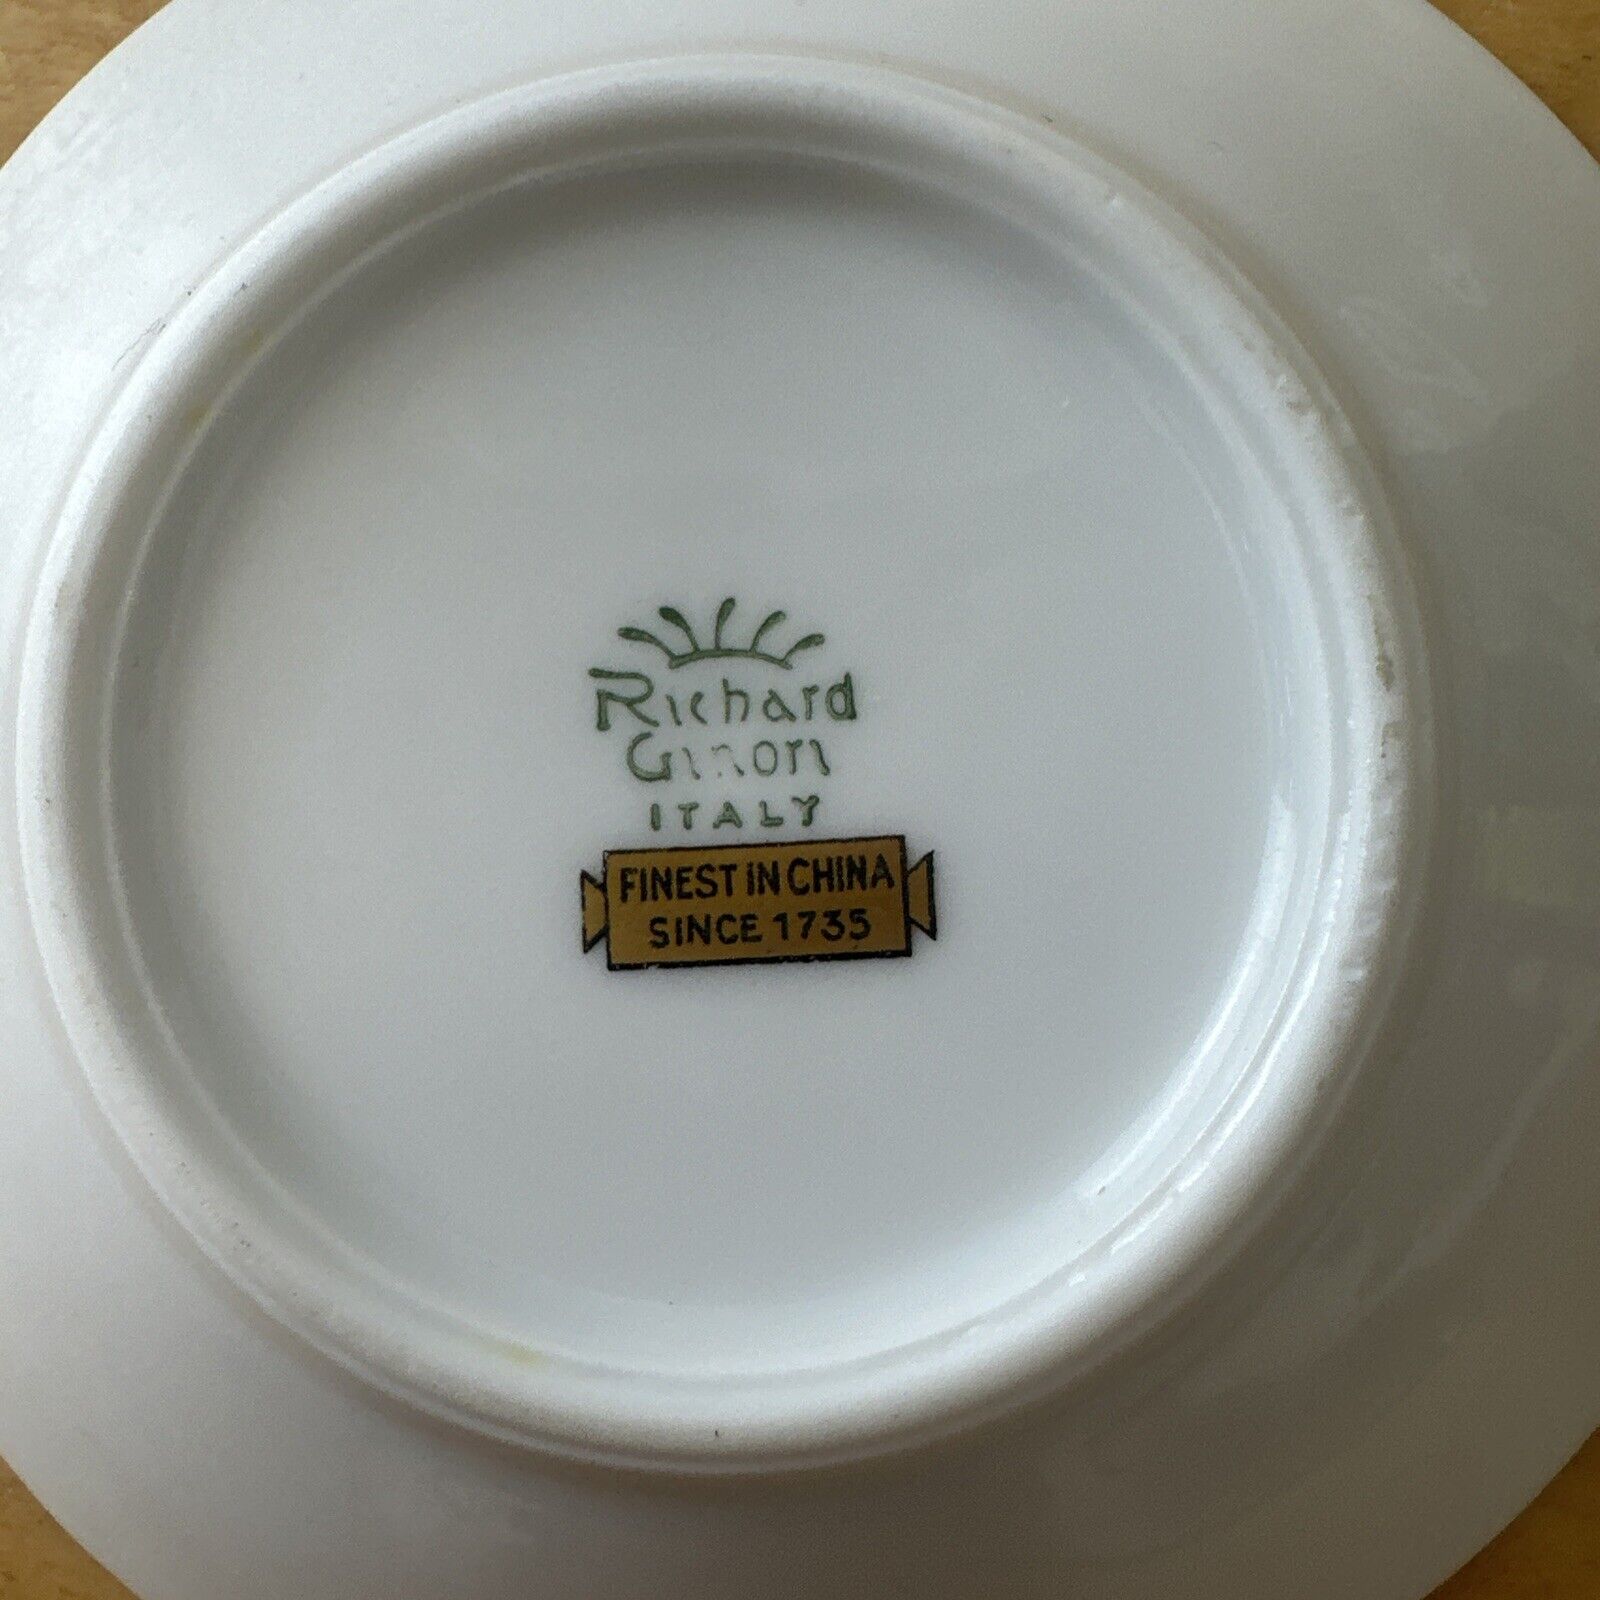 Richard
Ginori
ITALY
FINEST IN CHINA
SINCE 1735